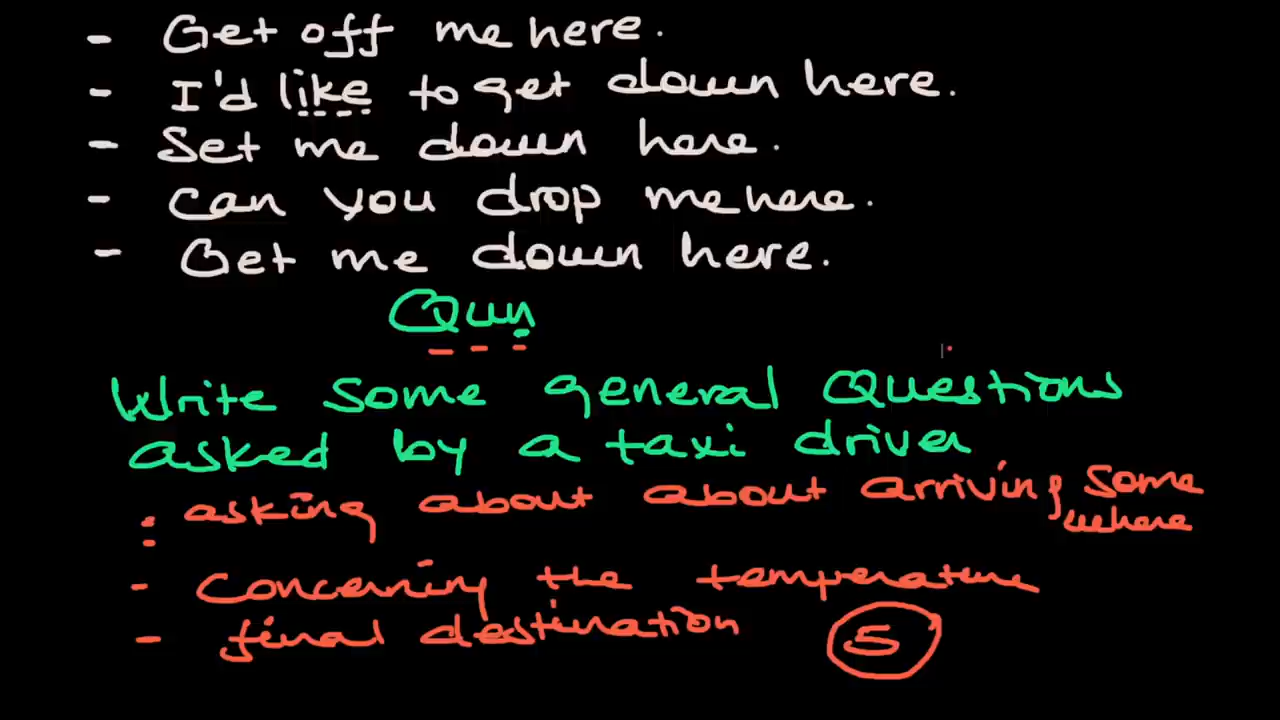 - Get off me here.
- I'd like to get down here.
- Set me down here.
- Can you drop me here.
- Get me down here.
Qun
Write some general Questions
asked by a taxi driver
: asking about about arriving some
where
- Concerning the temperature
- final destination 5